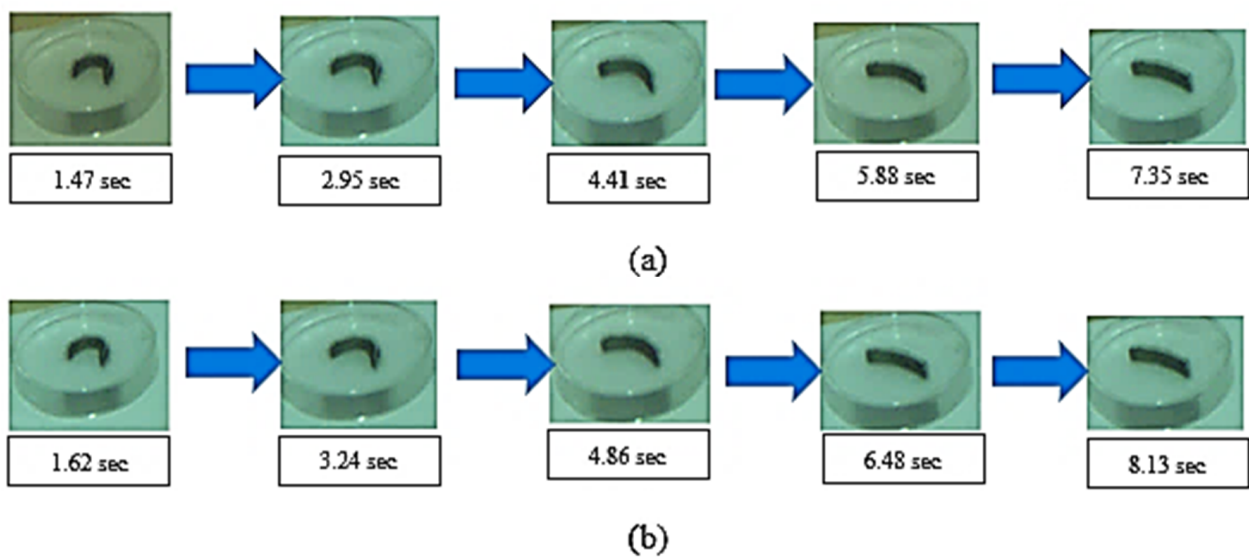 1.47 sec
2.95 sec
4.41 sec
5.88 sec
7.35 sec
(a)
1.62 sec
3.24 sec
4.86 sec
6.48 sec
8.13 sec
(b)